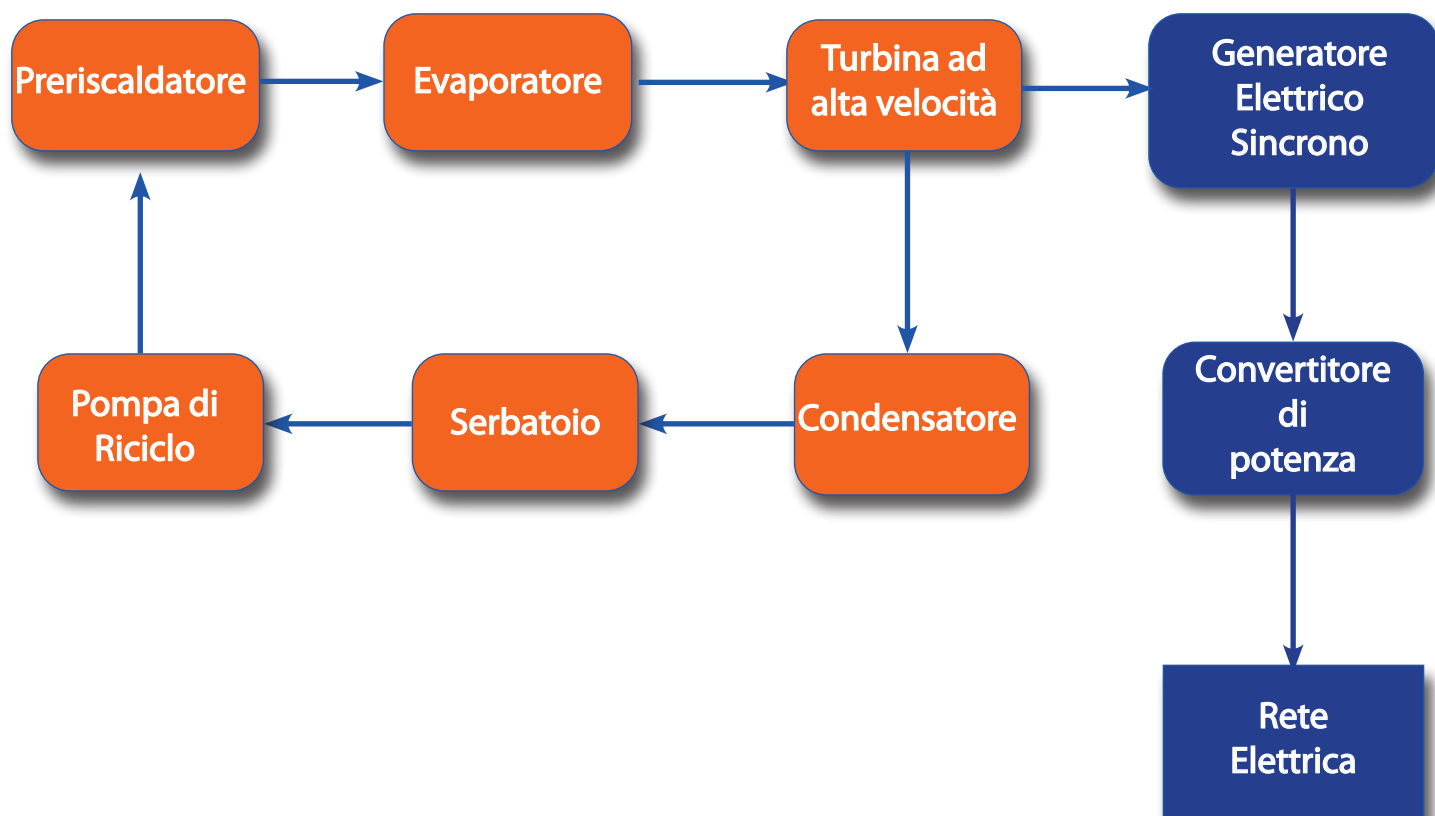 Preriscaldatore
Evaporatore
Turbina ad
alta velocità
Generatore
Elettrico
Sincrono
Pompa di
Riciclo
Serbatoio
Condensatore
Convertitore
di
potenza
Rete
Elettrica